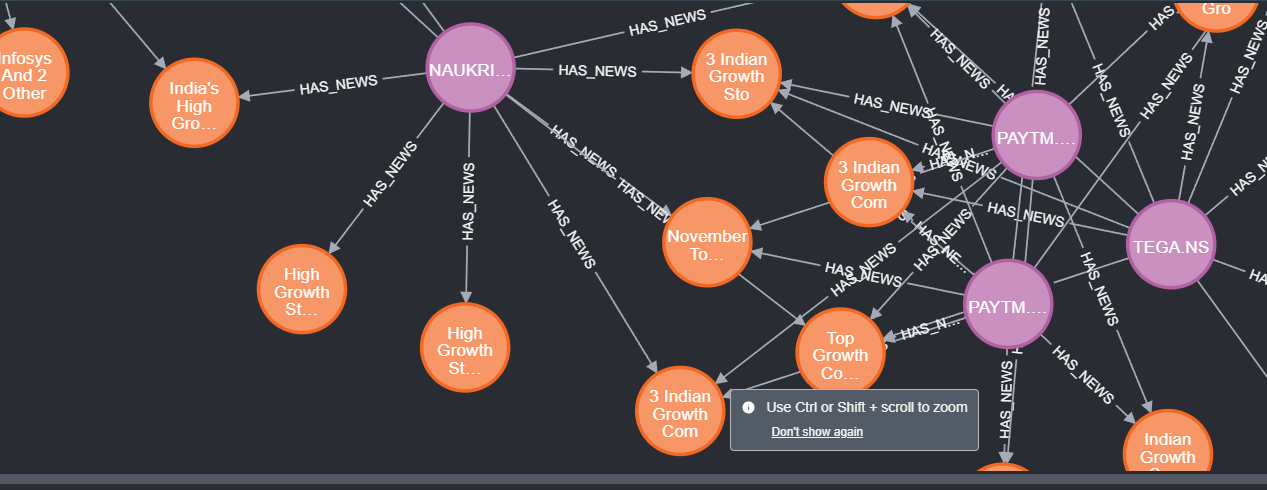 Gro
HAS_NEWS
HAS_NEWS
HAS_NEWS
HAS_
Infosys
And 2
Other
NAUKRI...
3 Indian
Growth
Sto
HAS_NEWS
HAS_NEWS
HAS_NEWS
HAS_NEWS
HAS_NEWS
India's
High
Gro…
HAS_NEWS
HAS_NEWS
HAS_NEWS
PAYTM....
HAS_NEWS
HAS_NEWS
HAS_NEWS
HAS_NEWS
3 Indian
Growth
Com
HAS_NEWS
HAS_NEWS
HAS_NEWS
HAS_NEWS
November
To…
TEGA.NS
HAS_NEWS
HAS_NEWS
HAS_NEWS
HAS_NEWS
High
Growth
St…
PAYTM....
High
Growth
St…
Top
Growth
Co…
HAS_N…
HAS_NEWS
HAS_NEWS
3 Indian
Growth
Com
Use Ctrl or Shift + scroll to zoom
Don't show again
Indian
Growth